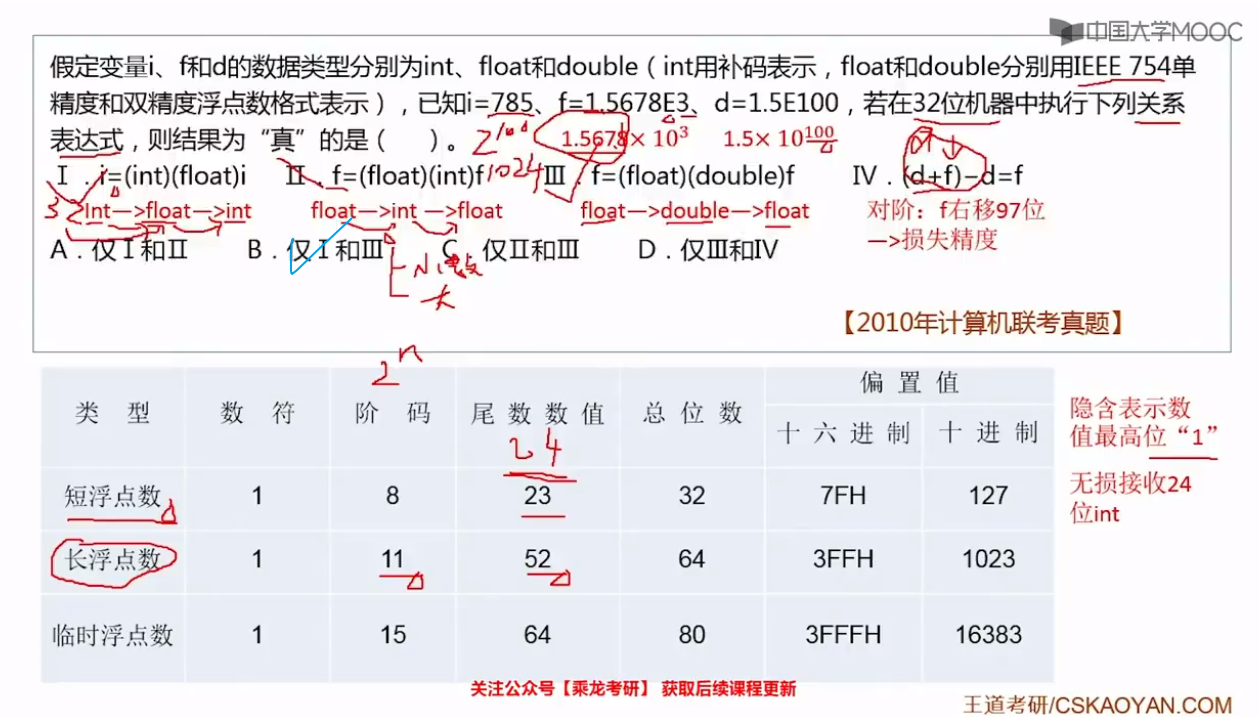 中国大学MOOC
假定变量i、f和d的数据类型分别为int、float和double（int用补码表示，float和double分别用IEEE 754单
精度和双精度浮点数格式表示），已知i=785、f=1.5678E3、d=1.5E100，若在32位机器中执行下列关系
表达式，则结果为“真”的是（ ）。 2¹⁰⁰ 1.5678×10³ 1.5×10¹⁰⁰
Ⅰ．i=(int)(float)i Ⅱ．f=(float)(int)f 1024 Ⅲ．f=(float)(double)f Ⅳ．(d+f)−d=f
32 Int—>float—>int float—>int—>float float—>double—>float 对阶：f右移97位
—>损失精度
A．仅Ⅰ和Ⅱ B．仅Ⅰ和Ⅲ C．仅Ⅱ和Ⅲ D．仅Ⅲ和Ⅳ
小数
大
【2010年计算机联考真题】
2ⁿ
类 型 数 符 阶 码 尾数数值 总位数 偏置值
十六进制 十进制
24
短浮点数 1 8 23 32 7FH 127
长浮点数 1 11 52 64 3FFH 1023
临时浮点数 1 15 64 80 3FFFH 16383
隐含表示数
值最高位“1”
无损接收24
位int
关注公众号【乘龙考研】 获取后续课程更新
王道考研/CSKAOYAN.COM